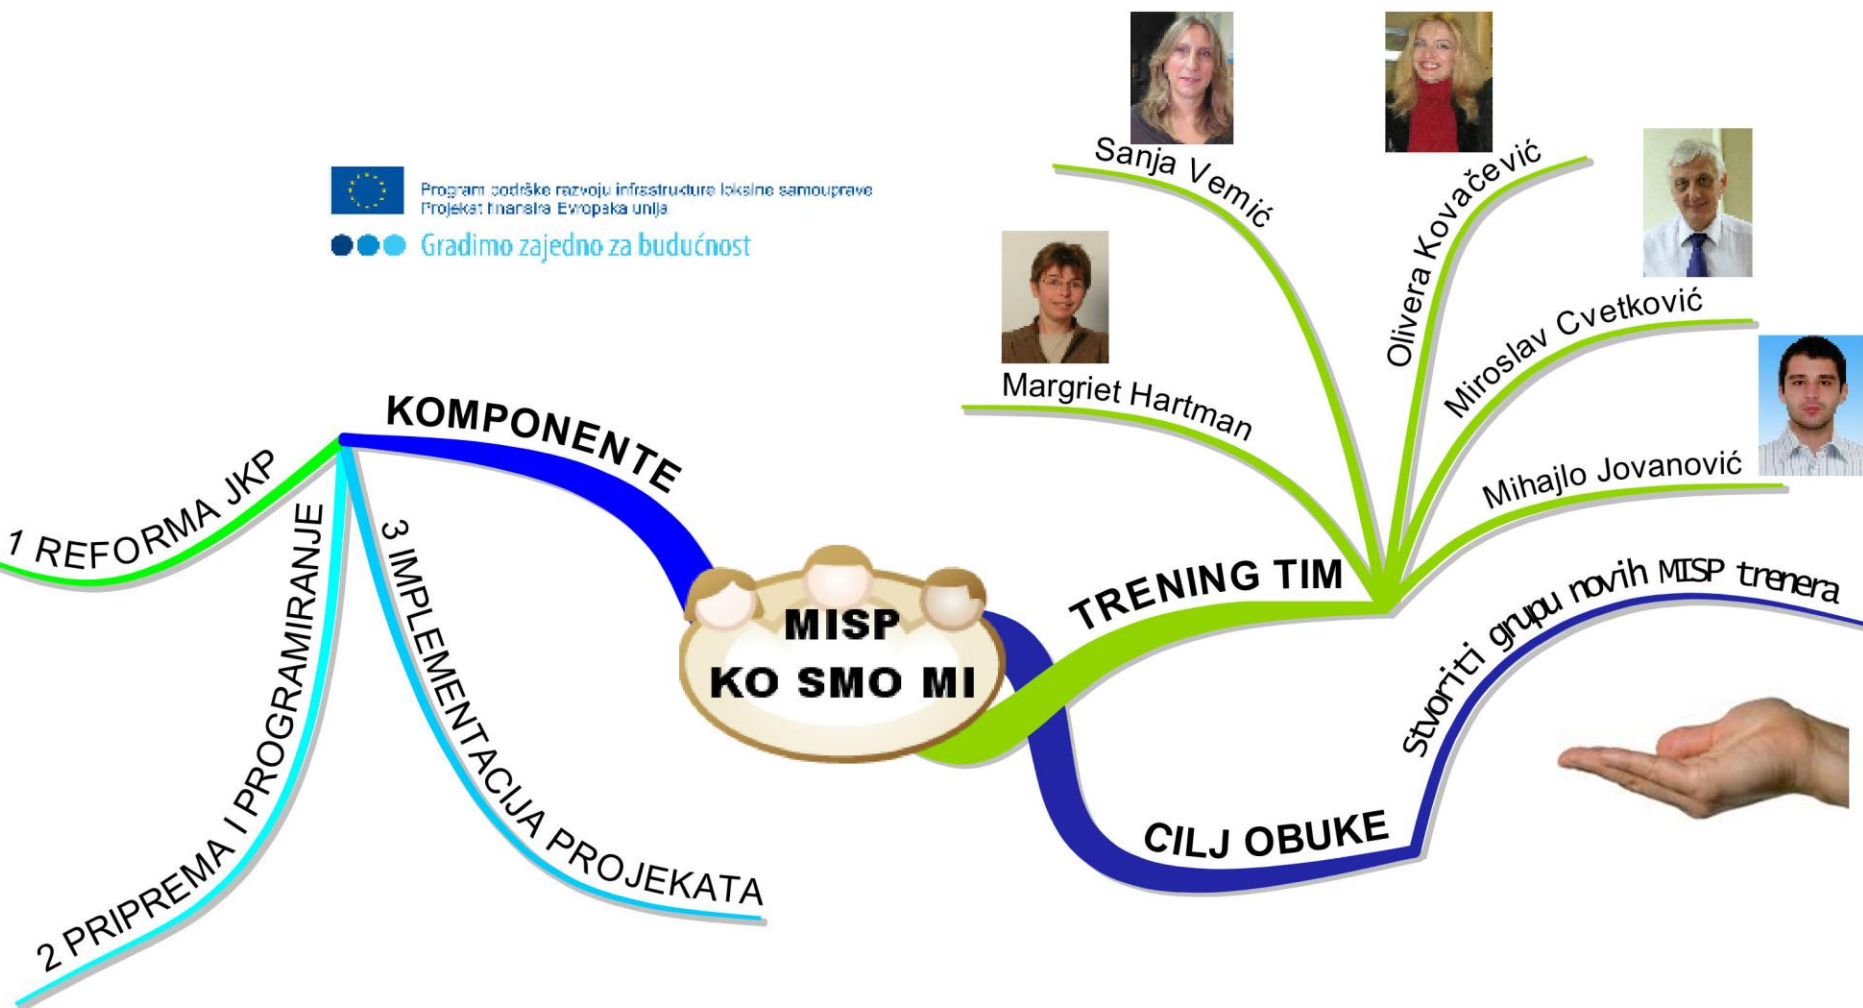 Program podrške razvoju infrastrukture lokalne samouprave
Projekat finansira Evropska unija
Gradimo zajedno za budućnost
KOMPONENTE
1 REFORMA JKP
2 PRIPREMA I PROGRAMIRANJE
3 IMPLEMENTACIJA PROJEKATA
MISP
KO SMO MI
TRENING TIM
Margriet Hartman
Sanja Vemić
Olivera Kovačević
Miroslav Cvetković
Mihajlo Jovanović
CILJ OBUKE
Stvoriti grupu novih MISP trenera